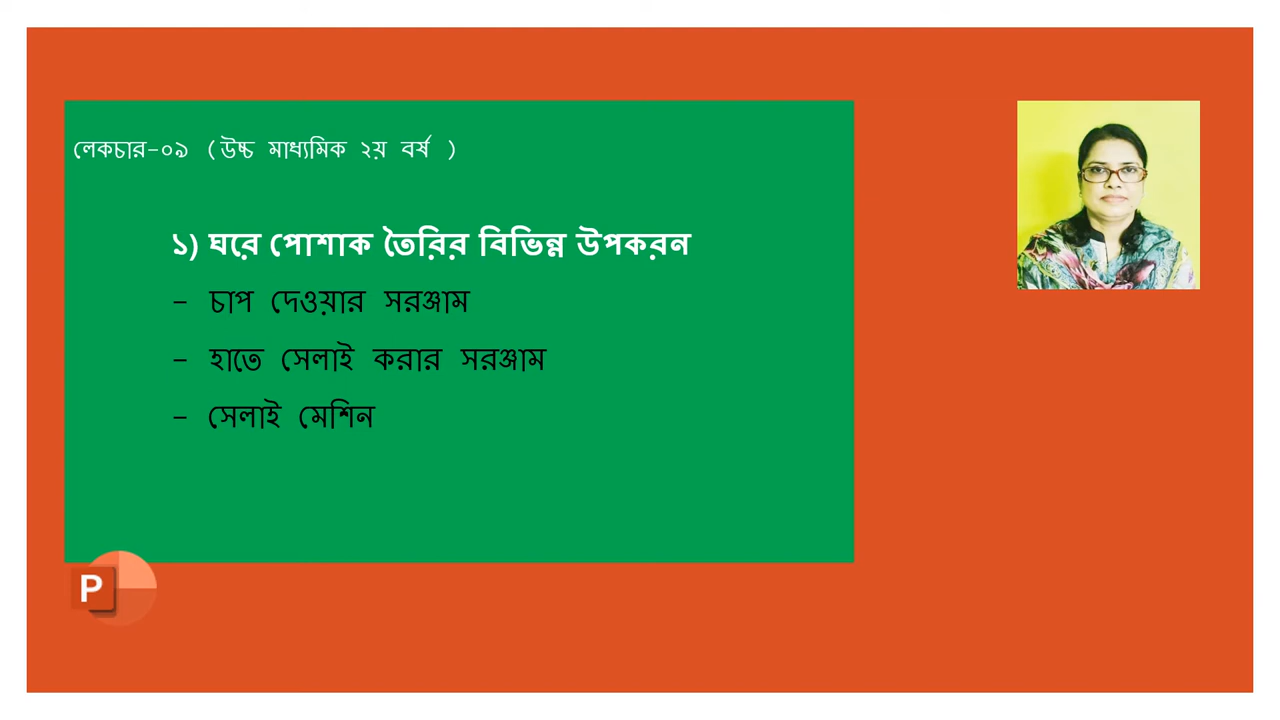 লেকচার-০৯ (উচ্চ মাধ্যমিক ২য় বর্ষ )
১) ঘরে পোশাক তৈরির বিভিন্ন উপকরন
- চাপ দেওয়ার সরঞ্জাম
- হাতে সেলাই করার সরঞ্জাম
- সেলাই মেশিন
P